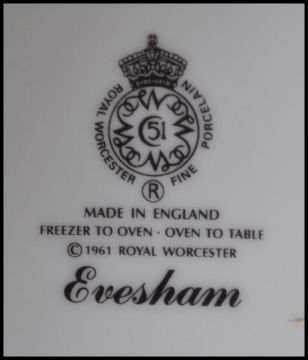 ROYAL WORCESTER FINE PORCELAIN
C 51
®
MADE IN ENGLAND
FREEZER TO OVEN · OVEN TO TABLE
© 1961 ROYAL WORCESTER
Evesham